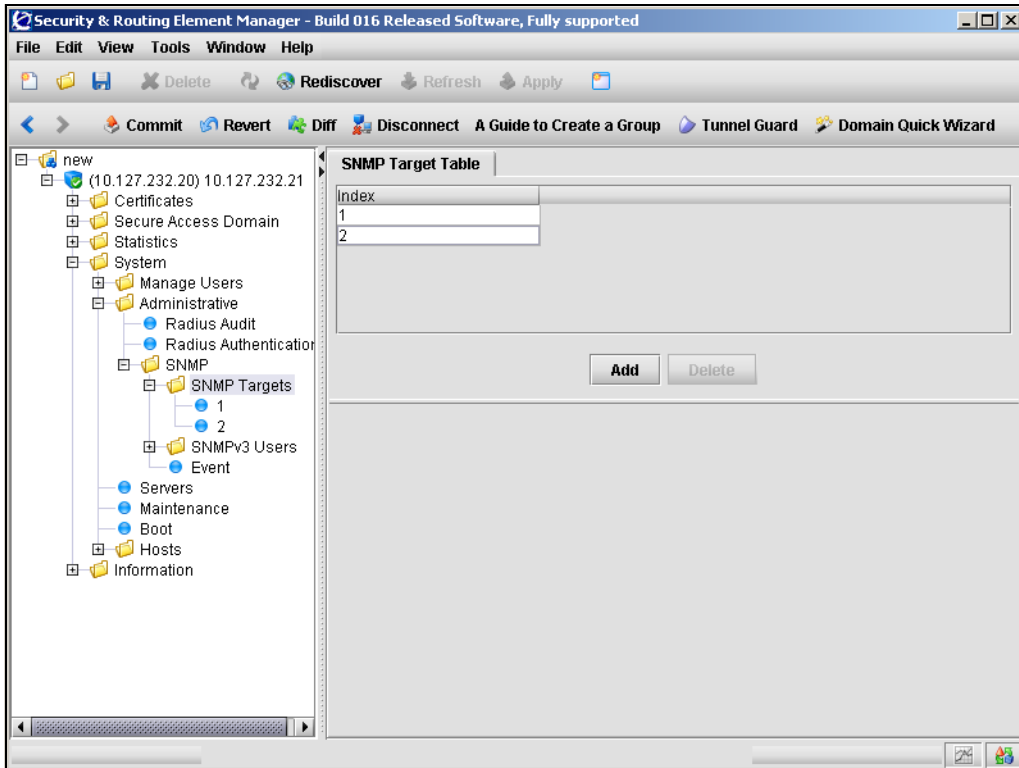 Security & Routing Element Manager - Build 016 Released Software, Fully supported
File Edit View Tools Window Help
Delete Rediscover Refresh Apply
Commit Revert Diff Disconnect A Guide to Create a Group Tunnel Guard Domain Quick Wizard
new
(10.127.232.20) 10.127.232.21
Certificates
Secure Access Domain
Statistics
System
Manage Users
Administrative
Radius Audit
Radius Authentication
SNMP
SNMP Targets
1
2
SNMPv3 Users
Event
Servers
Maintenance
Boot
Hosts
Information
SNMP Target Table
Index
1
2
Add Delete